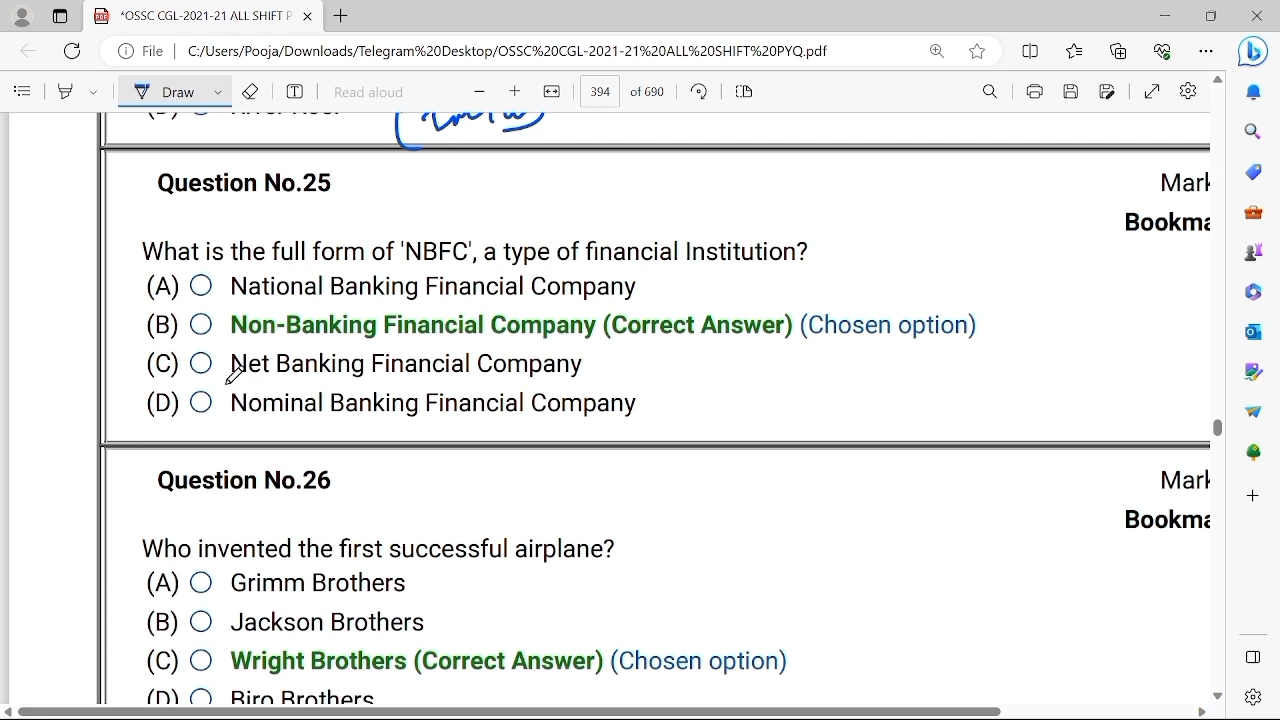 *OSSC CGL-2021-21 ALL SHIFT P
File
C:/Users/Pooja/Downloads/Telegram%20Desktop/OSSC%20CGL-2021-21%20ALL%20SHIFT%20PYQ.pdf
Draw
Read aloud
394 of 690
Question No.25
Mark
Bookma
What is the full form of 'NBFC', a type of financial Institution?
(A) National Banking Financial Company
(B) Non-Banking Financial Company (Correct Answer) (Chosen option)
(C) Net Banking Financial Company
(D) Nominal Banking Financial Company
Question No.26
Mark
Bookma
Who invented the first successful airplane?
(A) Grimm Brothers
(B) Jackson Brothers
(C) Wright Brothers (Correct Answer) (Chosen option)
(D) Biro Brothers